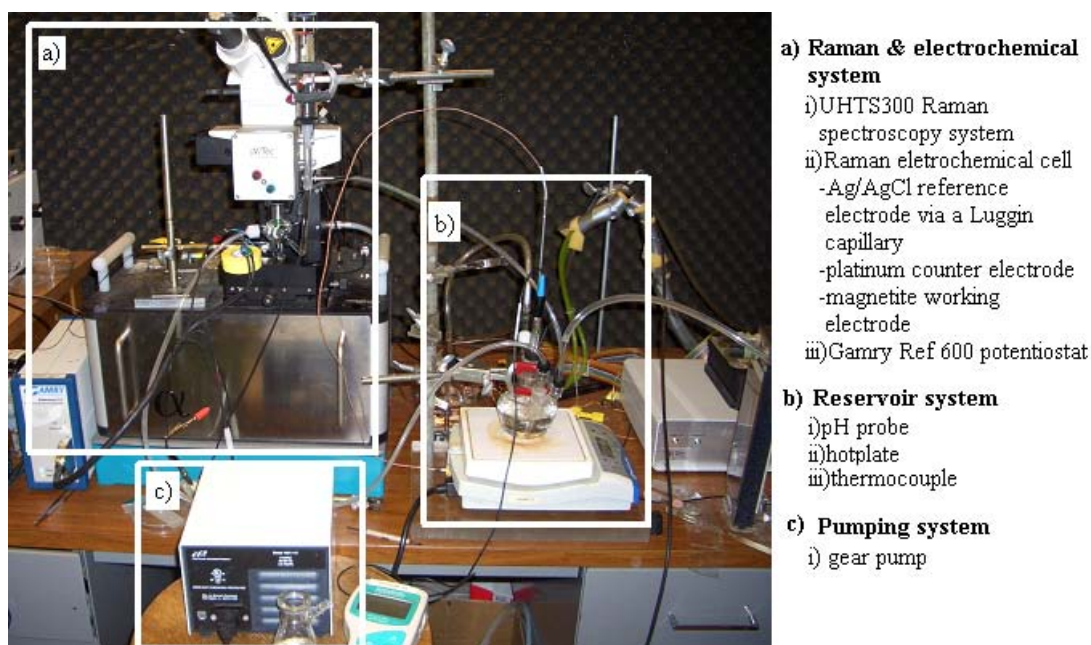 a)
b)
c)
GAMRY
α
a) Raman & electrochemical
system
i)UHTS300 Raman
spectroscopy system
ii)Raman eletrochemical cell
-Ag/AgCl reference
electrode via a Luggin
capillary
-platinum counter electrode
-magnetite working
electrode
iii)Gamry Ref 600 potentiostat
b) Reservoir system
i)pH probe
ii)hotplate
iii)thermocouple
c) Pumping system
i) gear pump